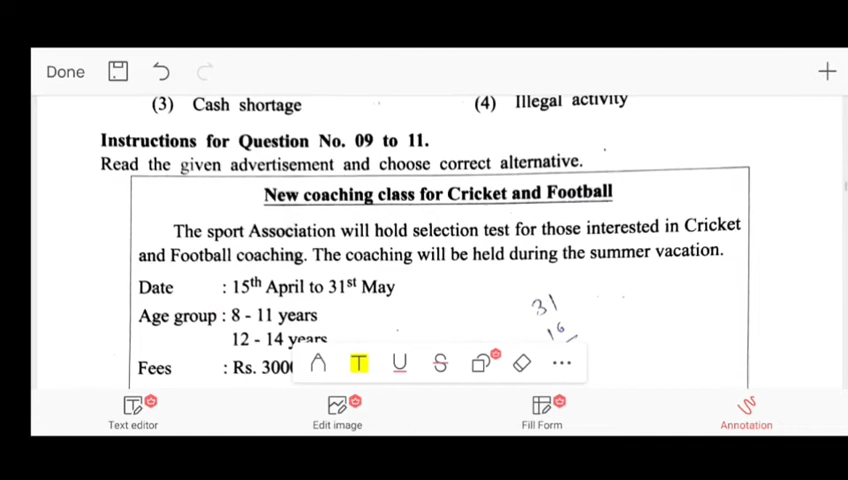 Done
(3) Cash shortage (4) Illegal activity
Instructions for Question No. 09 to 11.
Read the given advertisement and choose correct alternative.
New coaching class for Cricket and Football
The sport Association will hold selection test for those interested in Cricket
and Football coaching. The coaching will be held during the summer vacation.
Date : 15th April to 31st May
Age group : 8 - 11 years
31
12 - 14 years
16
Fees : Rs. 3000
Text editor Edit image Fill Form Annotation